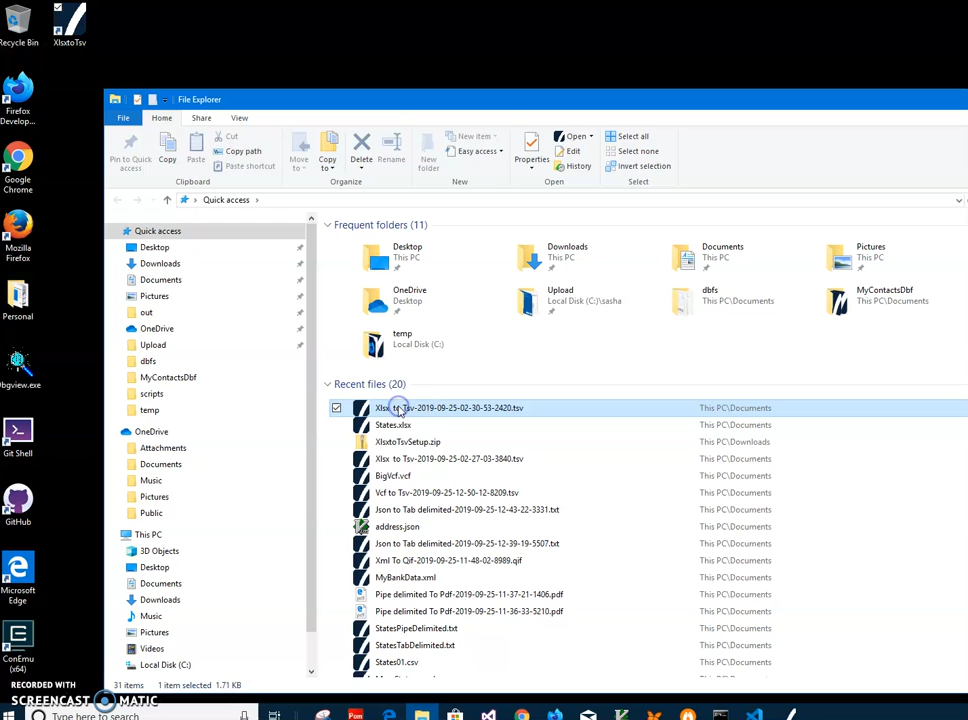 Recycle Bin
XlsxtoTsv
Firefox
Develop...
Google
Chrome
Mozilla
Firefox
Personal
Dbgview.exe
Git Shell
GitHub
Microsoft
Edge
ConEmu
(x64)
File Explorer
File Home Share View
Pin to Quick
access
Copy
Paste
Cut
Copy path
Paste shortcut
Clipboard
Move
to
Copy
to
Delete
Rename
Organize
New
folder
New item
Easy access
New
Properties
Open
Edit
History
Open
Select all
Select none
Invert selection
Select
Quick access
Quick access
Desktop
Downloads
Documents
Pictures
out
OneDrive
Upload
dbfs
MyContactsDbf
scripts
temp
OneDrive
Attachments
Documents
Music
Pictures
Public
This PC
3D Objects
Desktop
Documents
Downloads
Music
Pictures
Videos
Local Disk (C:)
Frequent folders (11)
Desktop
This PC
Downloads
This PC
Documents
This PC
Pictures
This PC
OneDrive
Desktop
Upload
Local Disk (C:)\sasha
dbfs
This PC\Documents
MyContactsDbf
This PC\Documents
temp
Local Disk (C:)
Recent files (20)
Xlsx to Tsv-2019-09-25-02-30-53-2420.tsv This PC\Documents
States.xlsx This PC\Documents
XlsxtoTsvSetup.zip This PC\Downloads
Xlsx to Tsv-2019-09-25-02-27-03-3840.tsv This PC\Documents
BigVcf.vcf This PC\Documents
Vcf to Tsv-2019-09-25-12-50-12-8209.tsv This PC\Documents
Json to Tab delimited-2019-09-25-12-43-22-3331.txt This PC\Documents
address.json This PC\Documents
Json to Tab delimited-2019-09-25-12-39-19-5507.txt This PC\Documents
Xml To Qif-2019-09-25-11-48-02-8989.qif This PC\Documents
MyBankData.xml This PC\Documents
Pipe delimited To Pdf-2019-09-25-11-37-21-1406.pdf This PC\Documents
Pipe delimited To Pdf-2019-09-25-11-36-33-5210.pdf This PC\Documents
StatesPipeDelimited.txt This PC\Documents
StatesTabDelimited.txt This PC\Documents
States01.csv This PC\Documents
31 items 1 item selected 1.71 KB
RECORDED WITH
SCREENCAST MATIC
Type here to search
Pom